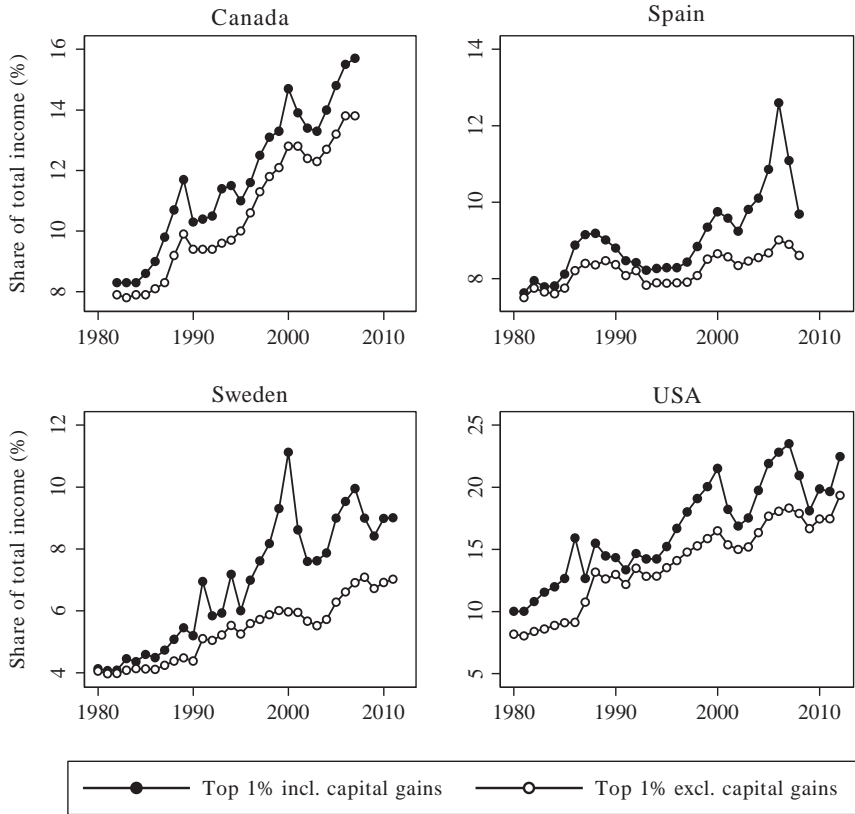 Canada
Share of total income (%)
16
14
12
10
8
1980 1990 2000 2010
Spain
14
12
10
8
1980 1990 2000 2010
Sweden
Share of total income (%)
12
10
8
6
4
1980 1990 2000 2010
USA
25
20
15
10
5
1980 1990 2000 2010
Top 1% incl. capital gains Top 1% excl. capital gains